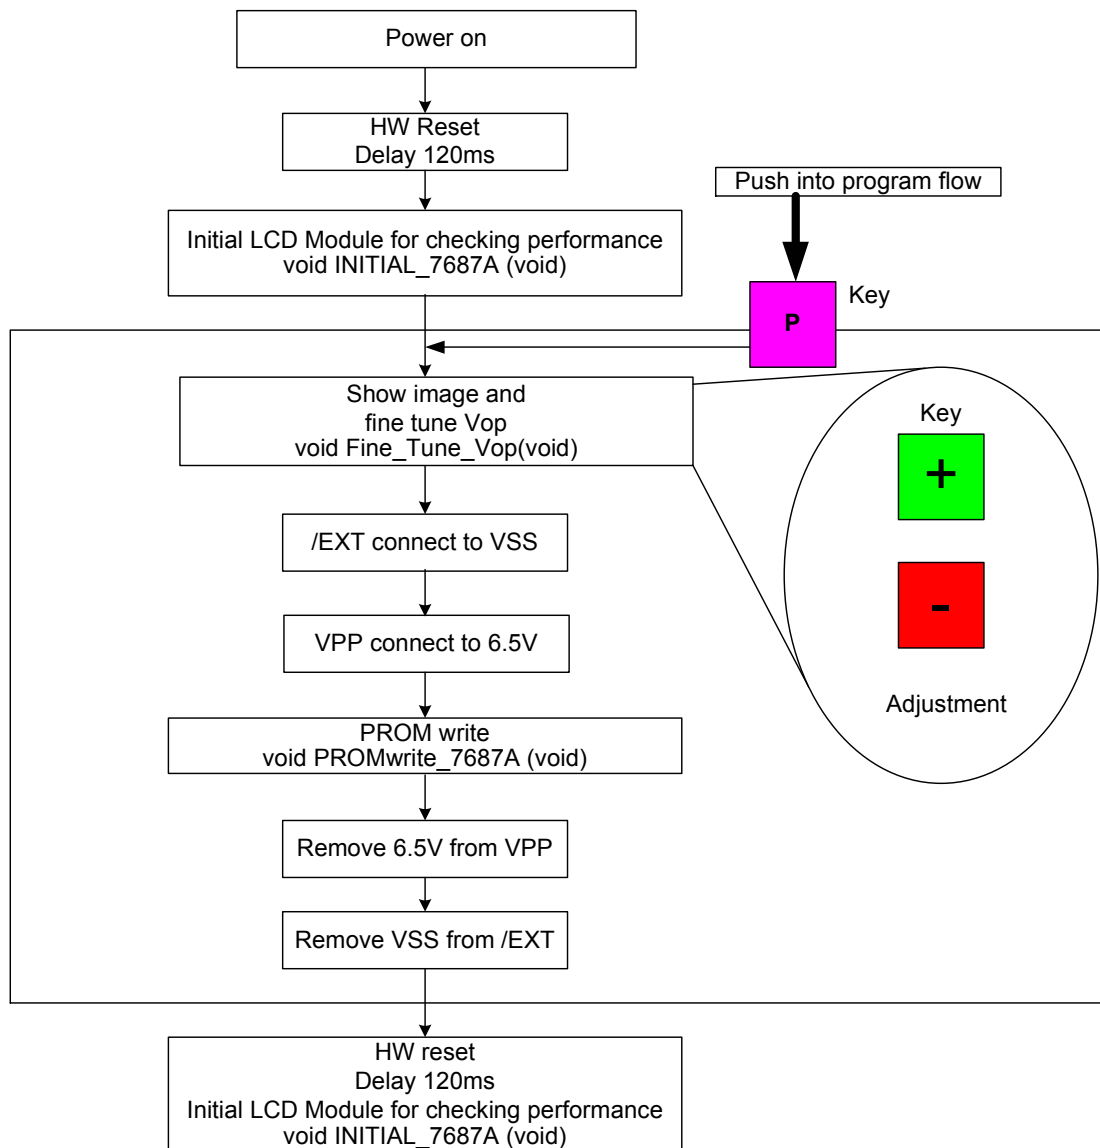 Power on
HW Reset
Delay 120ms
Push into program flow
Initial LCD Module for checking performance
void INITIAL_7687A (void)
Key
P
Show image and
fine tune Vop
void Fine_Tune_Vop(void)
Key
+
-
Adjustment
/EXT connect to VSS
VPP connect to 6.5V
PROM write
void PROMwrite_7687A (void)
Remove 6.5V from VPP
Remove VSS from /EXT
HW reset
Delay 120ms
Initial LCD Module for checking performance
void INITIAL_7687A (void)